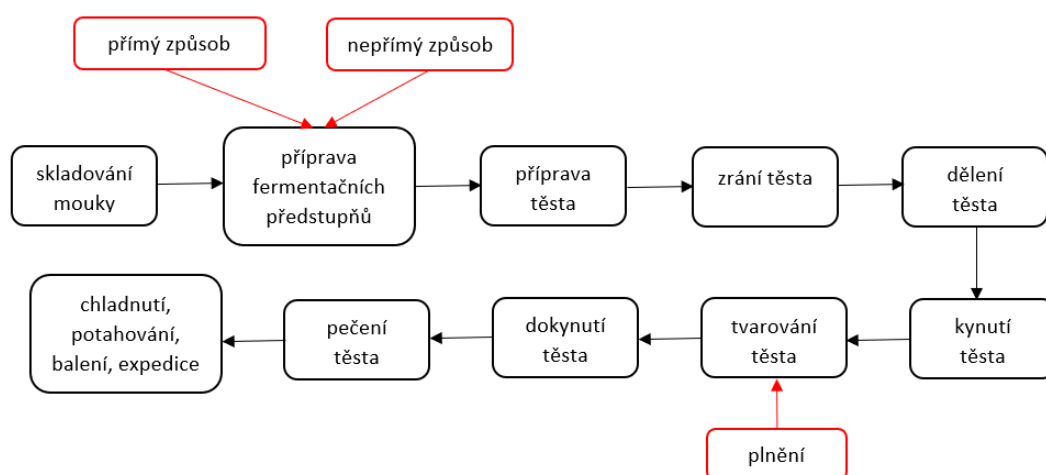 přímý způsob
nepřímý způsob
skladování
mouky
příprava
fermentačních
předstupňů
příprava
těsta
zrání těsta
dělení
těsta
chladnutí,
potahování,
balení, expedice
pečení
těsta
dokynutí
těsta
tvarování
těsta
kynutí
těsta
plnění